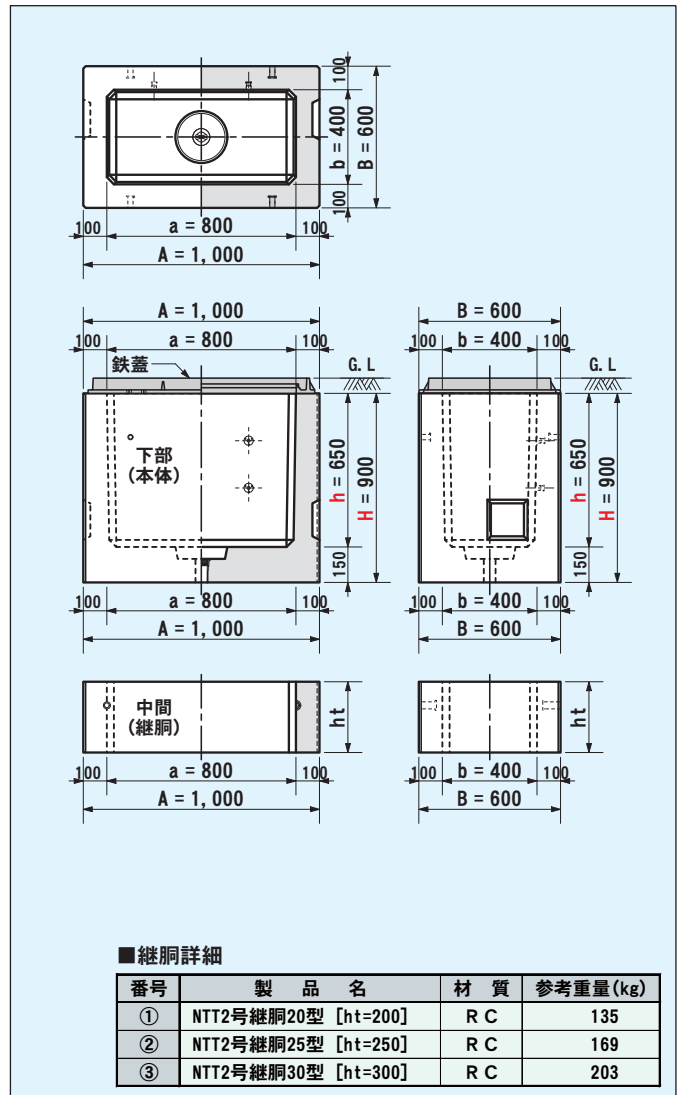 100
b = 400
B = 600
100
100
a = 800
100
A = 1,000
A = 1,000
100
a = 800
100
鉄蓋
G.L
下部
(本体)
h = 650
H = 900
150
100
a = 800
100
A = 1,000
B = 600
100
b = 400
100
G.L
h = 650
H = 900
150
100
b = 400
100
B = 600
中間
(継胴)
ht
100
a = 800
100
A = 1,000
ht
100
b = 400
100
B = 600
■継胴詳細
番号 製 品 名 材 質 参考重量(kg)
① NTT2号継胴20型 [ht=200] RC 135
② NTT2号継胴25型 [ht=250] RC 169
③ NTT2号継胴30型 [ht=300] RC 203